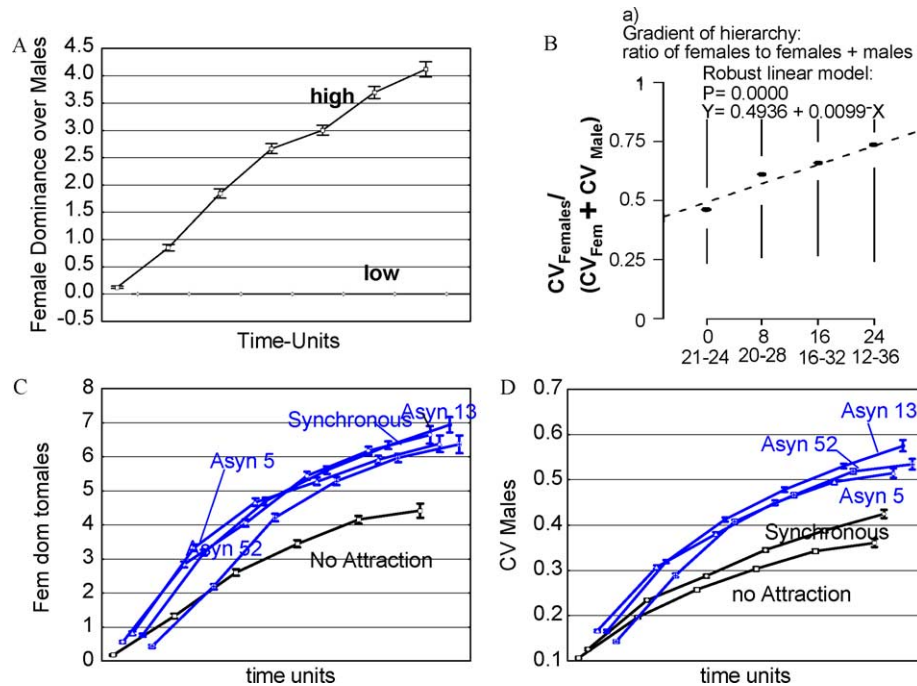 A
Female Dominance over Males
4.5
4.0
3.5
3.0
2.5
2.0
1.5
1.0
0.5
0.0
-0.5
high
low
Time-Units
B
a)
Gradient of hierarchy:
ratio of females to females + males
Robust linear model:
P= 0.0000
Y= 0.4936 + 0.0099*X
CV Females/
(CV Fem + CV Male)
1
0.75
0.5
0.25
0
0 8 16 24
21-24 20-28 16-32 12-36
C
Fem dom tomales
8
7
6
5
4
3
2
1
0
Asyn 13
Synchronous
Asyn 5
Asyn 52
No Attraction
time units
D
CV Males
0.7
0.6
0.5
0.4
0.3
0.2
0.1
Asyn 13
Asyn 52
Asyn 5
Synchronous
no Attraction
time units